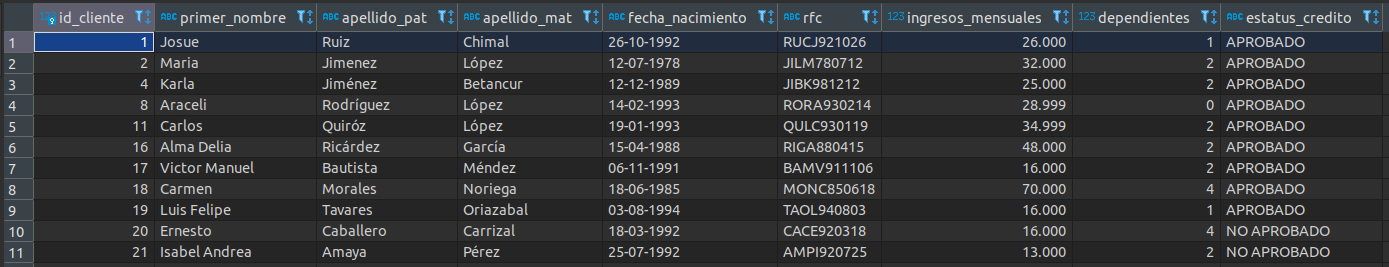 id_cliente ABC primer_nombre ABC apellido_pat ABC apellido_mat ABC fecha_nacimiento ABC rfc 123 ingresos_mensuales 123 dependientes ABC estatus_credito
1 1 Josue Ruiz Chimal 26-10-1992 RUCJ921026 26.000 1 APROBADO
2 2 Maria Jimenez López 12-07-1978 JILM780712 32.000 2 APROBADO
3 4 Karla Jiménez Betancur 12-12-1989 JIBK981212 25.000 2 APROBADO
4 8 Araceli Rodríguez López 14-02-1993 RORA930214 28.999 0 APROBADO
5 11 Carlos Quiróz López 19-01-1993 QULC930119 34.999 2 APROBADO
6 16 Alma Delia Ricárdez García 15-04-1988 RIGA880415 48.000 2 APROBADO
7 17 Victor Manuel Bautista Méndez 06-11-1991 BAMV911106 16.000 2 APROBADO
8 18 Carmen Morales Noriega 18-06-1985 MONC850618 70.000 4 APROBADO
9 19 Luis Felipe Tavares Oriazabal 03-08-1994 TAOL940803 16.000 1 APROBADO
10 20 Ernesto Caballero Carrizal 18-03-1992 CACE920318 16.000 4 NO APROBADO
11 21 Isabel Andrea Amaya Pérez 25-07-1992 AMPI920725 13.000 2 NO APROBADO